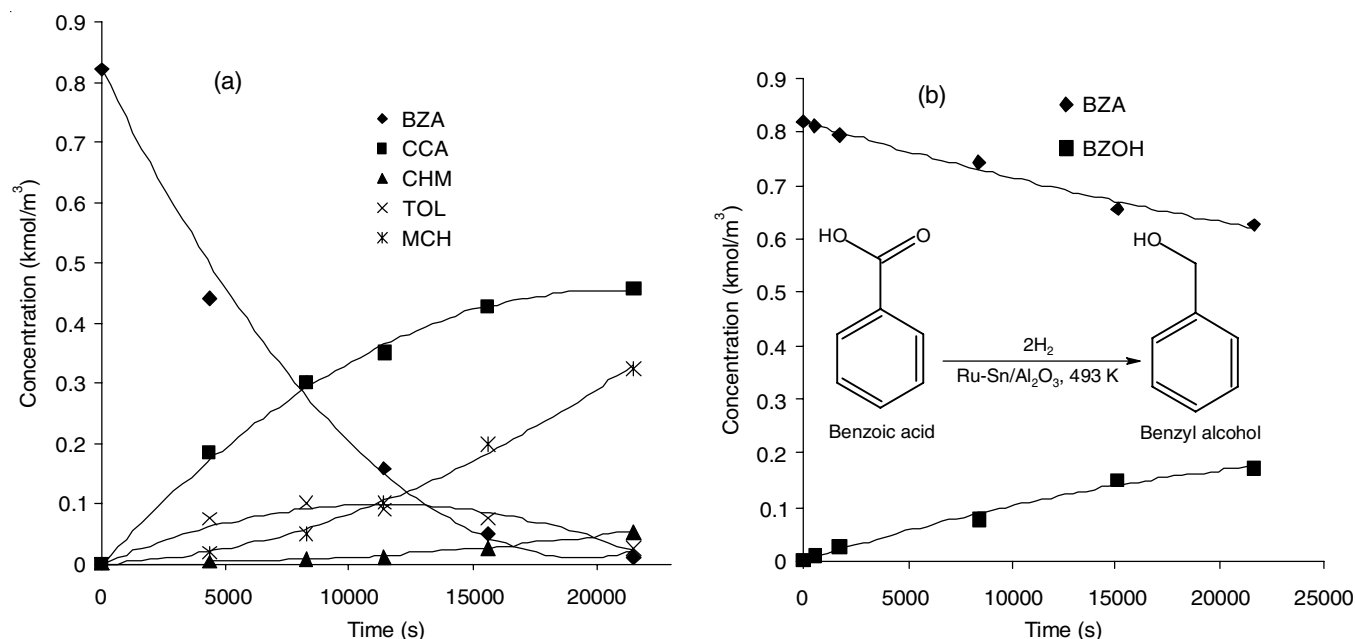 (a)
Concentration (kmol/m³)
0.9
0.8
0.7
0.6
0.5
0.4
0.3
0.2
0.1
0
BZA
CCA
CHM
TOL
MCH
0 5000 10000 15000 20000
Time (s)
(b)
Concentration (kmol/m³)
0.9
0.8
0.7
0.6
0.5
0.4
0.3
0.2
0.1
0
BZA
BZOH
HO O
HO
2H₂
Ru-Sn/Al₂O₃, 493 K
Benzoic acid
Benzyl alcohol
0 5000 10000 15000 20000 25000
Time (s)